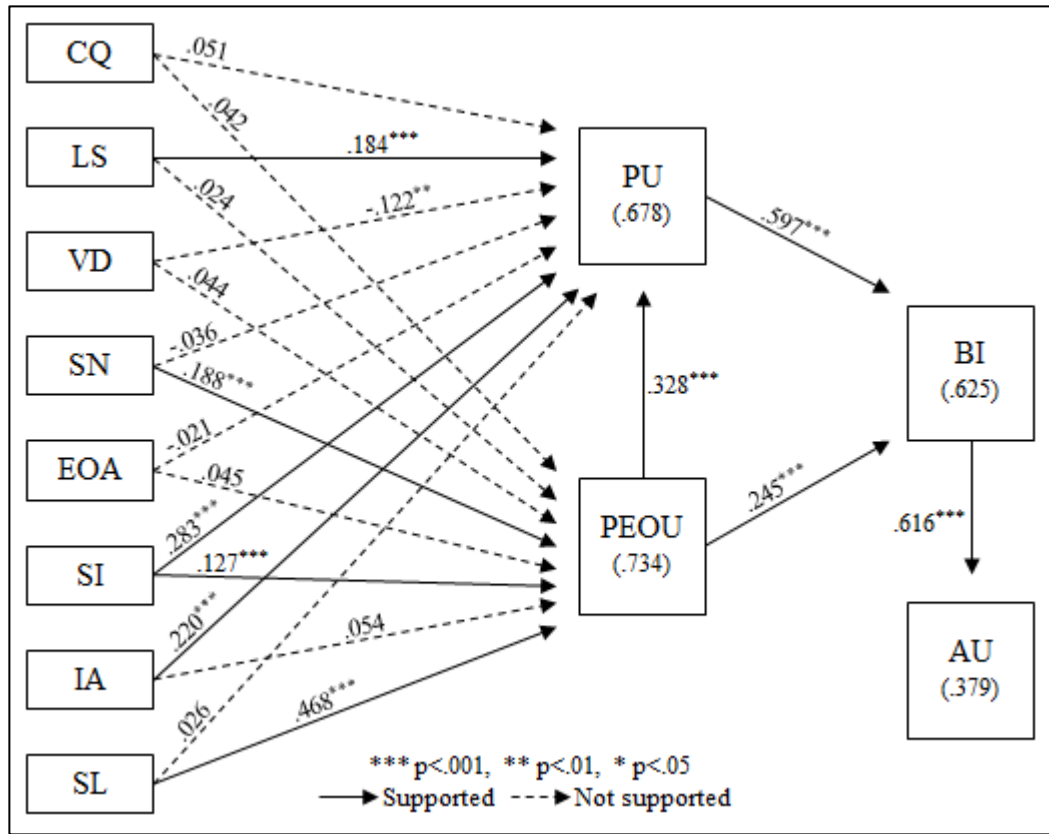 CQ
.051
.042
LS
.184***
.024
VD
-.122**
.044
SN
-.036
.188***
EOA
-.021
.045
SI
.283***
.127***
IA
.220***
.054
SL
.026
.468***
PU
(.678)
.597***
.328***
PEOU
(.734)
.245***
BI
(.625)
.616***
AU
(.379)
*** p<.001, ** p<.01, * p<.05
Supported Not supported